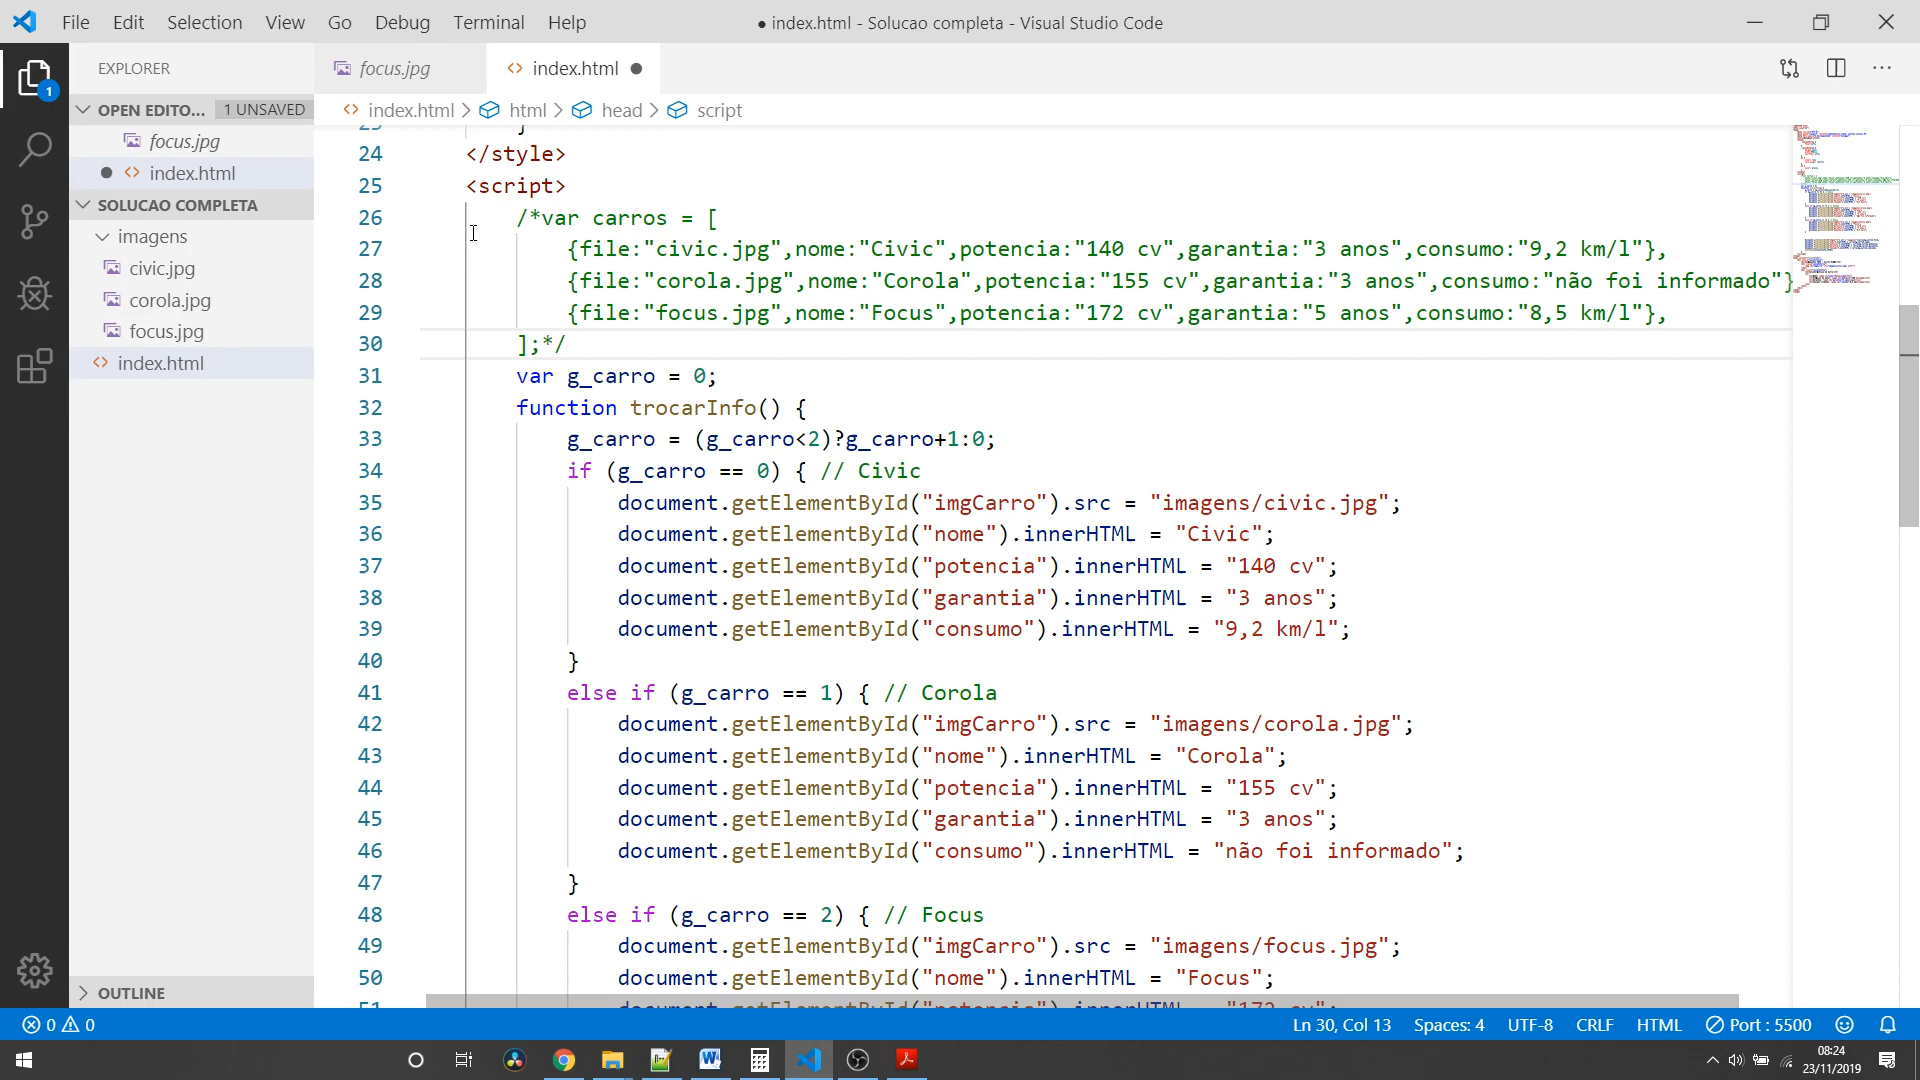 File Edit Selection View Go Debug Terminal Help
● index.html - Solucao completa - Visual Studio Code
EXPLORER
focus.jpg
index.html ●
OPEN EDITO... 1 UNSAVED
index.html > html > head > script
focus.jpg
● index.html
SOLUCAO COMPLETA
imagens
civic.jpg
corola.jpg
focus.jpg
index.html
OUTLINE
1
24 </style>
25 <script>
26 /*var carros = [
27 {file:"civic.jpg",nome:"Civic",potencia:"140 cv",garantia:"3 anos",consumo:"9,2 km/l"},
28 {file:"corola.jpg",nome:"Corola",potencia:"155 cv",garantia:"3 anos",consumo:"não foi informado"}
29 {file:"focus.jpg",nome:"Focus",potencia:"172 cv",garantia:"5 anos",consumo:"8,5 km/l"},
30 ];*/
31 var g_carro = 0;
32 function trocarInfo() {
33 g_carro = (g_carro<2)?g_carro+1:0;
34 if (g_carro == 0) { // Civic
35 document.getElementById("imgCarro").src = "imagens/civic.jpg";
36 document.getElementById("nome").innerHTML = "Civic";
37 document.getElementById("potencia").innerHTML = "140 cv";
38 document.getElementById("garantia").innerHTML = "3 anos";
39 document.getElementById("consumo").innerHTML = "9,2 km/l";
40 }
41 else if (g_carro == 1) { // Corola
42 document.getElementById("imgCarro").src = "imagens/corola.jpg";
43 document.getElementById("nome").innerHTML = "Corola";
44 document.getElementById("potencia").innerHTML = "155 cv";
45 document.getElementById("garantia").innerHTML = "3 anos";
46 document.getElementById("consumo").innerHTML = "não foi informado";
47 }
48 else if (g_carro == 2) { // Focus
49 document.getElementById("imgCarro").src = "imagens/focus.jpg";
50 document.getElementById("nome").innerHTML = "Focus";
0 0
Ln 30, Col 13 Spaces: 4 UTF-8 CRLF HTML Port : 5500
08:24
23/11/2019